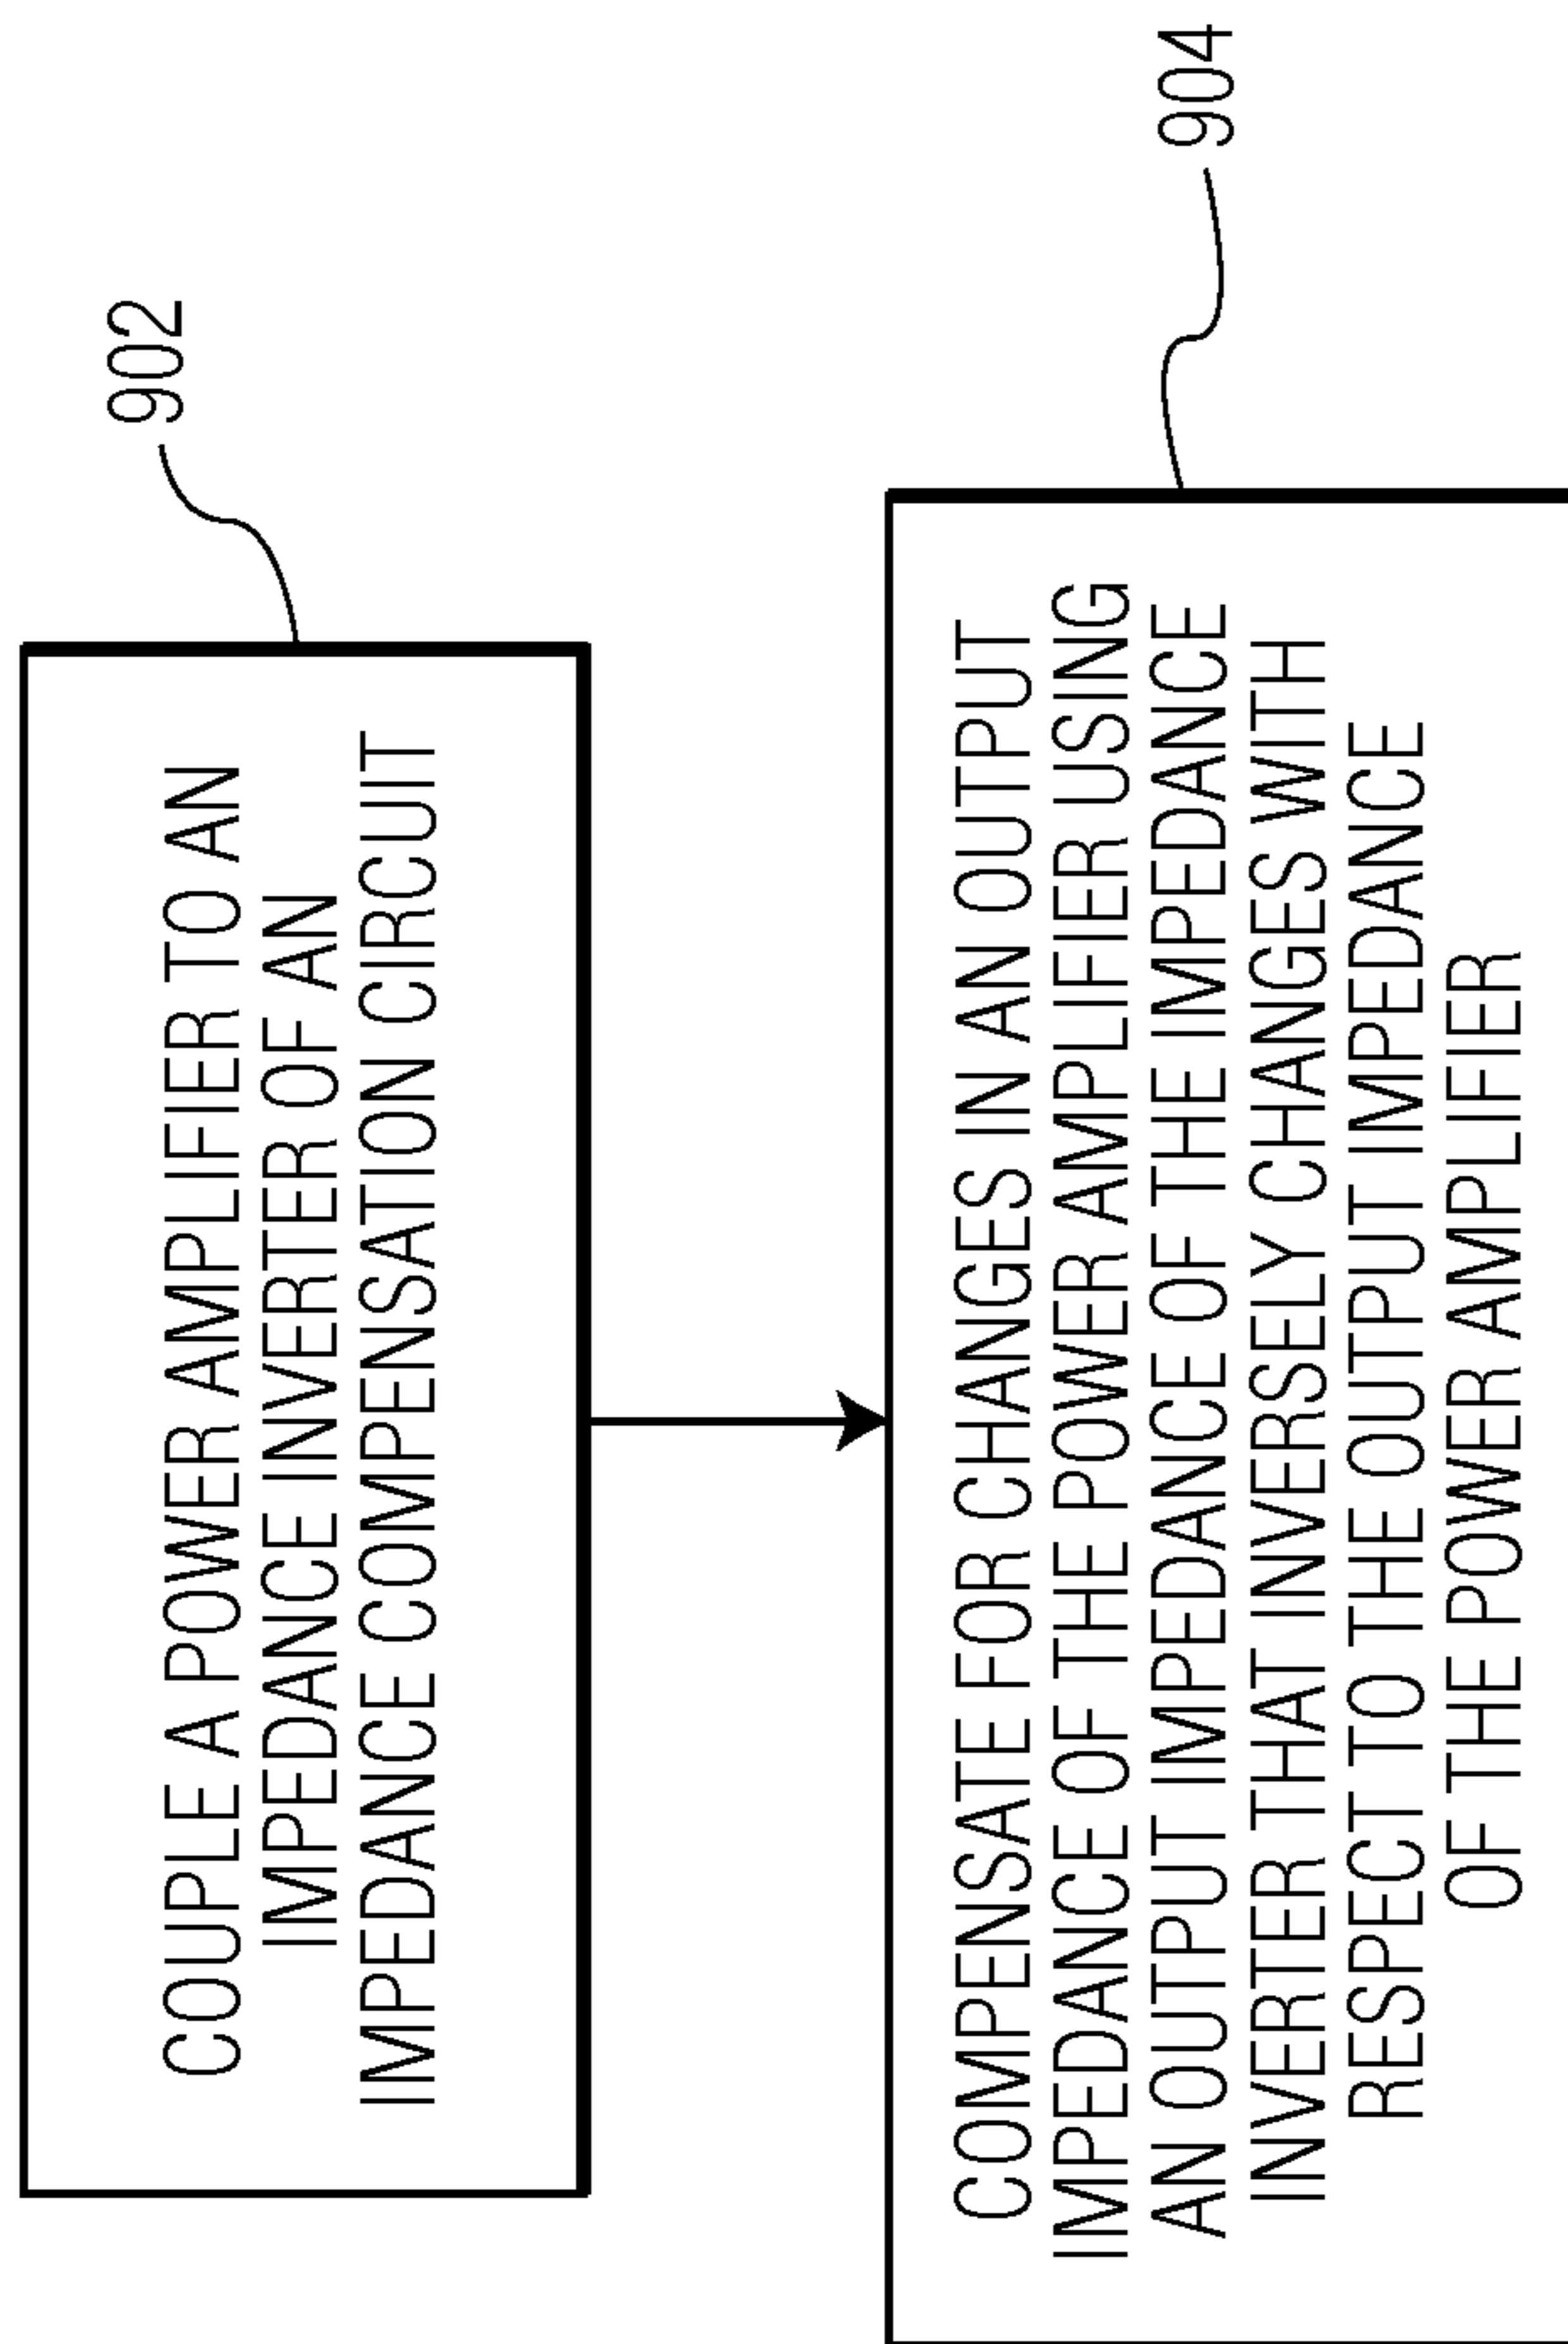 COUPLE A POWER AMPLIFIER TO AN
IMPEDANCE INVERTER OF AN
IMPEDANCE COMPENSATION CIRCUIT
902
COMPENSATE FOR CHANGES IN AN OUTPUT
IMPEDANCE OF THE POWER AMPLIFIER USING
AN OUTPUT IMPEDANCE OF THE IMPEDANCE
INVERTER THAT INVERSELY CHANGES WITH
RESPECT TO THE OUTPUT IMPEDANCE
OF THE POWER AMPLIFIER
904